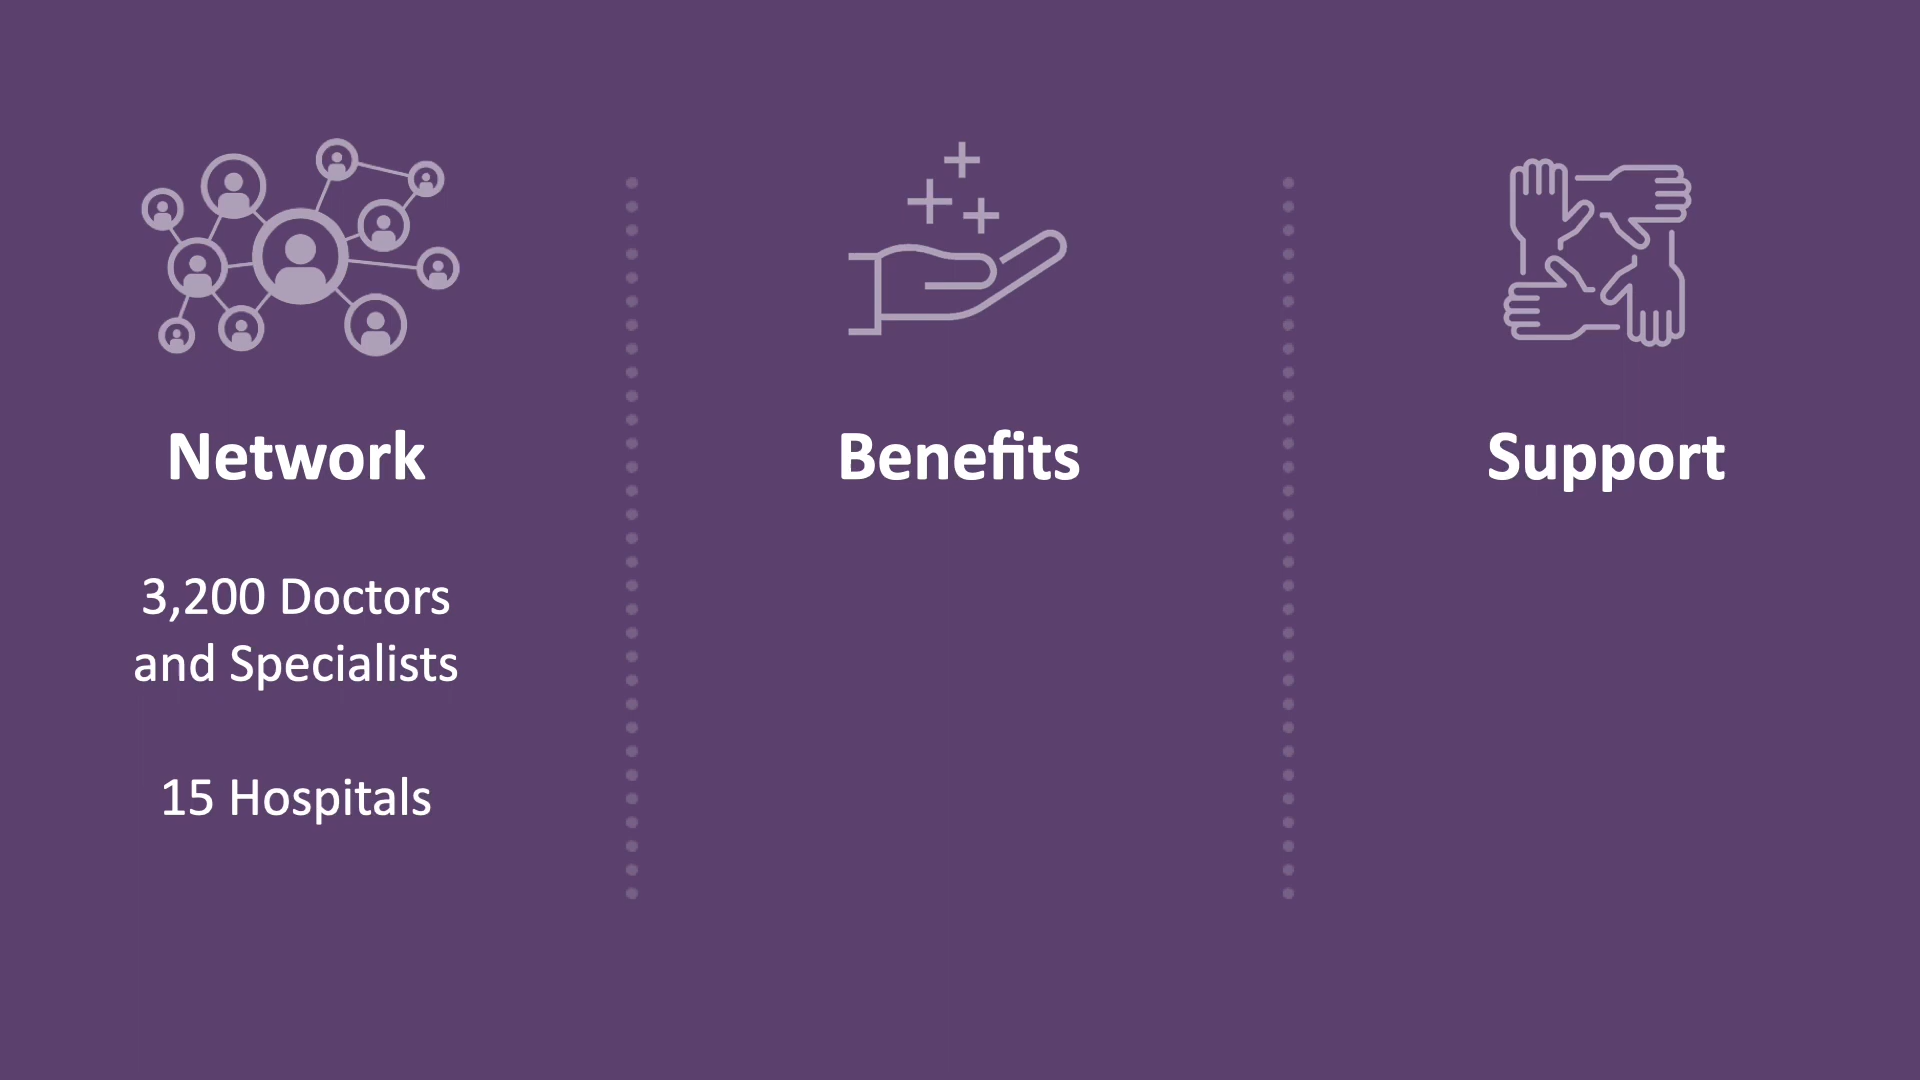 Network
3,200 Doctors
and Specialists
15 Hospitals
Benefits
Support